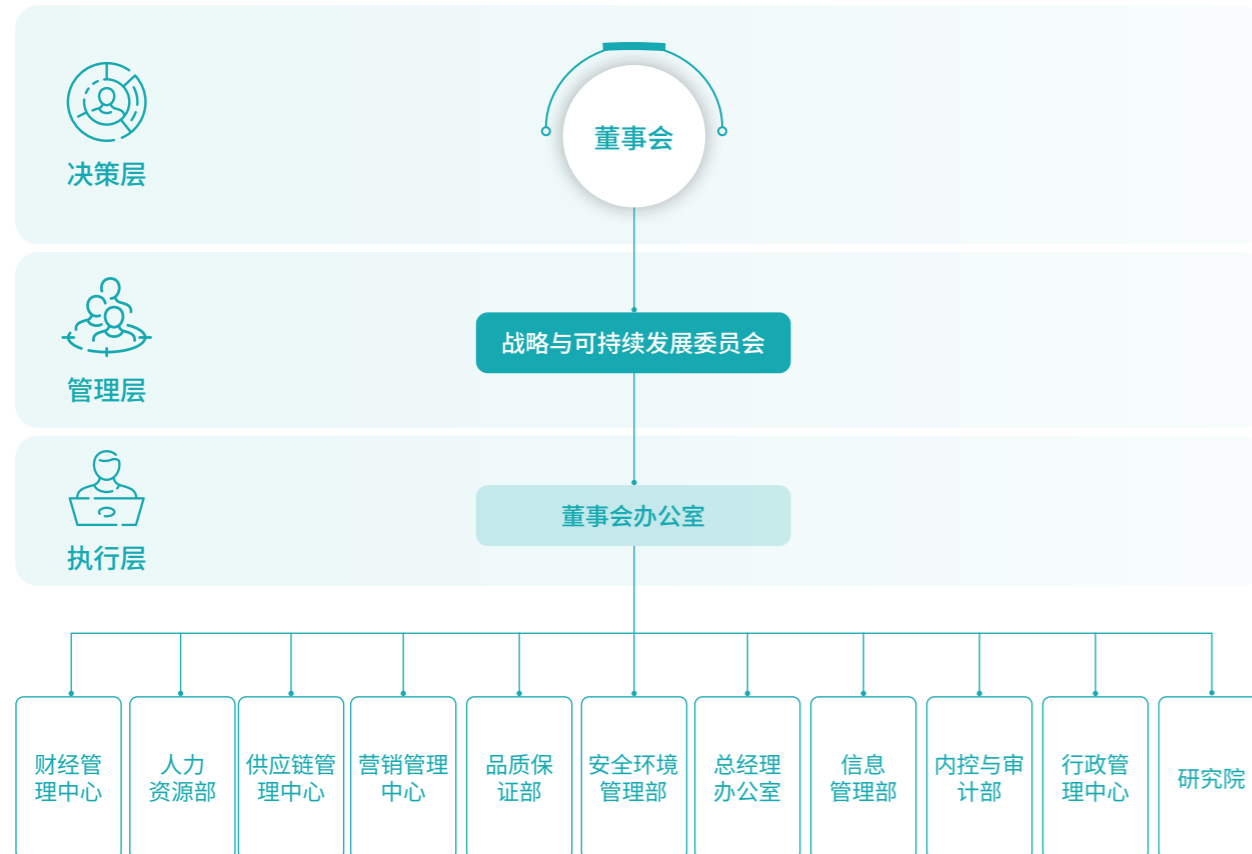 董事会
决策层
战略与可持续发展委员会
管理层
董事会办公室
执行层
财经管
理中心
人力
资源部
供应链管
理中心
营销管理
中心
品质保
证部
安全环境
管理部
总经理
办公室
信息
管理部
内控与审
计部
行政管
理中心
研究院